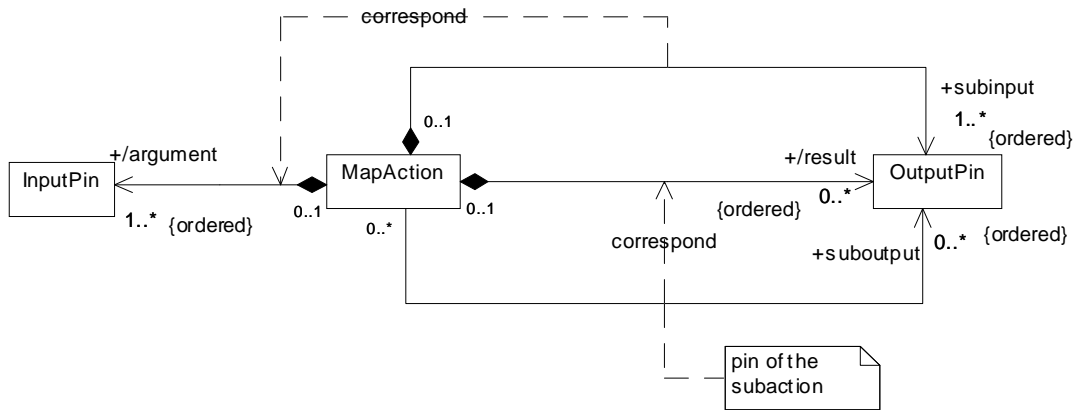 correspond
+subinput
1..*
{ordered}
0..1
+/argument
+/result
InputPin
MapAction
OutputPin
0..1
0..1
0..*
1..*
{ordered}
0..*
{ordered}
correspond
+suboutput
0..*
{ordered}
pin of the
subaction